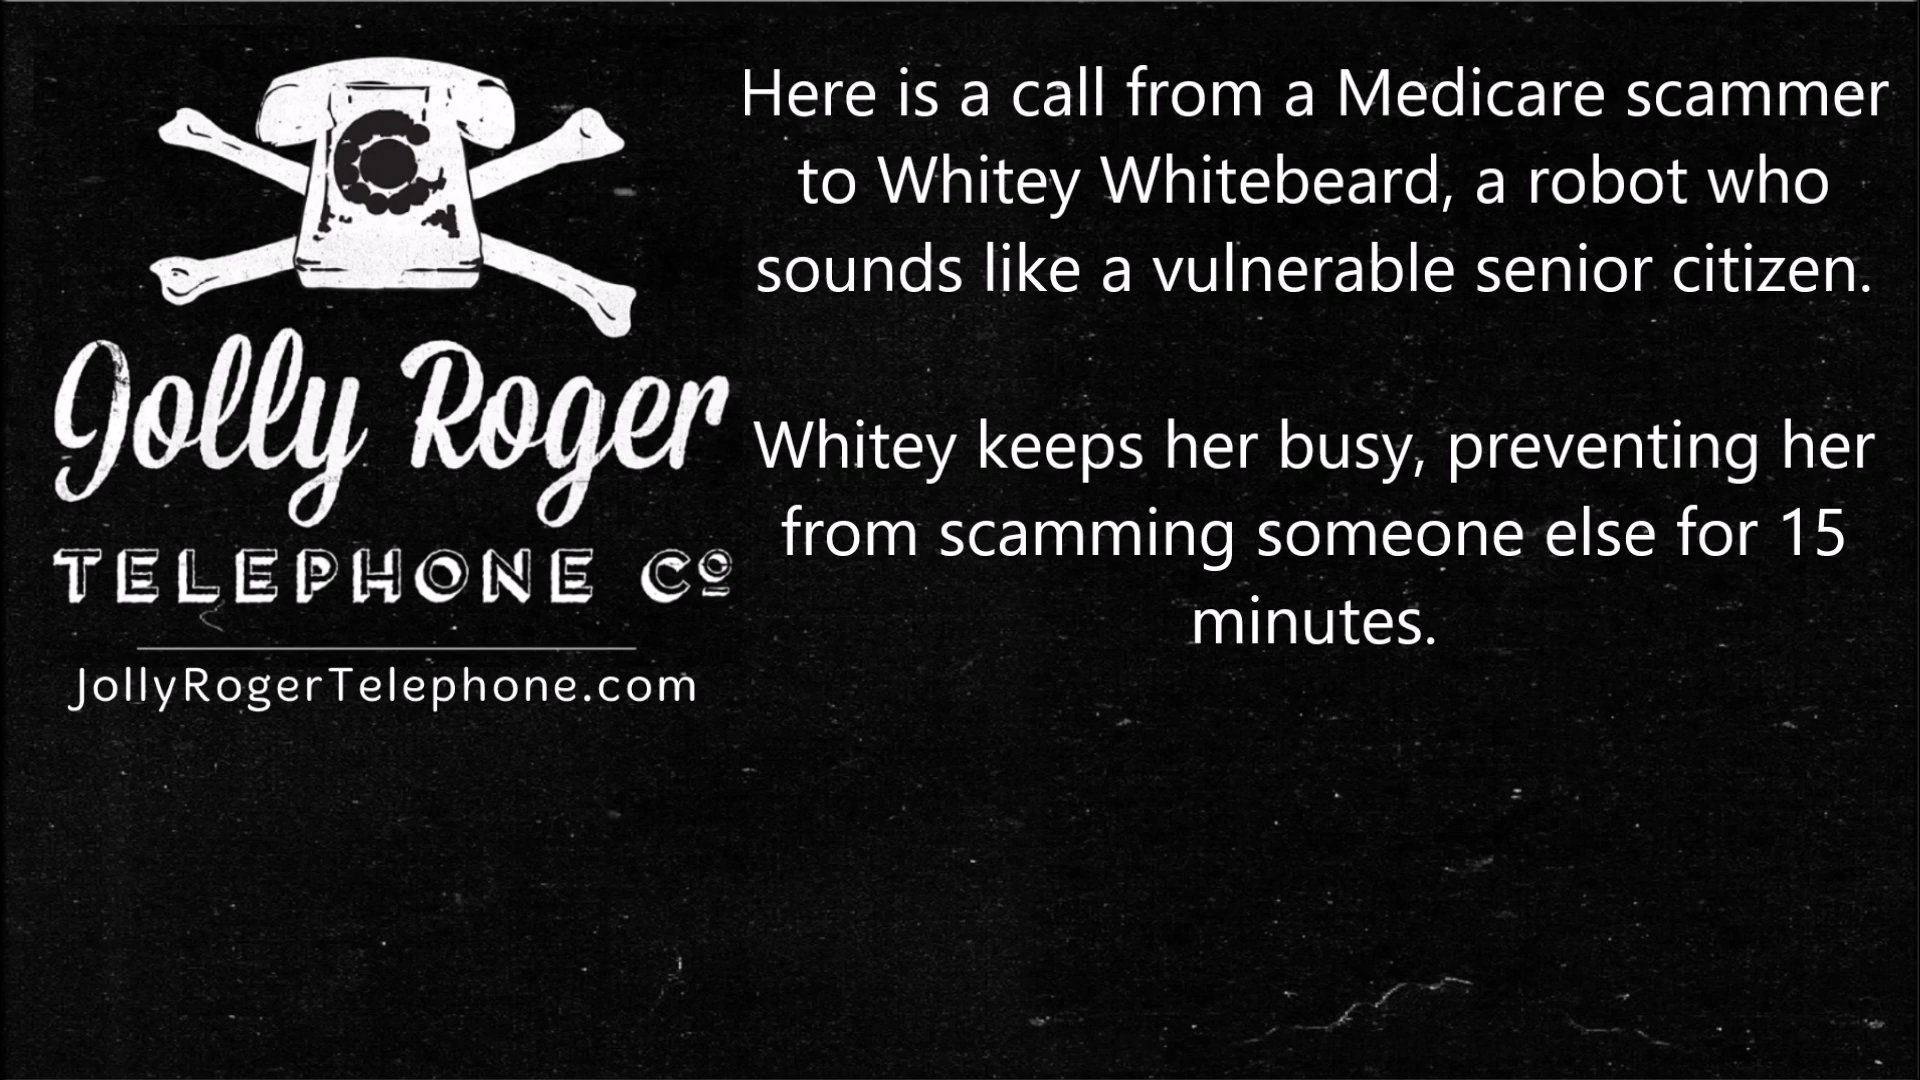 Jolly Roger
TELEPHONE Co
JollyRogerTelephone.com
Here is a call from a Medicare scammer
to Whitey Whitebeard, a robot who
sounds like a vulnerable senior citizen.
Whitey keeps her busy, preventing her
from scamming someone else for 15
minutes.